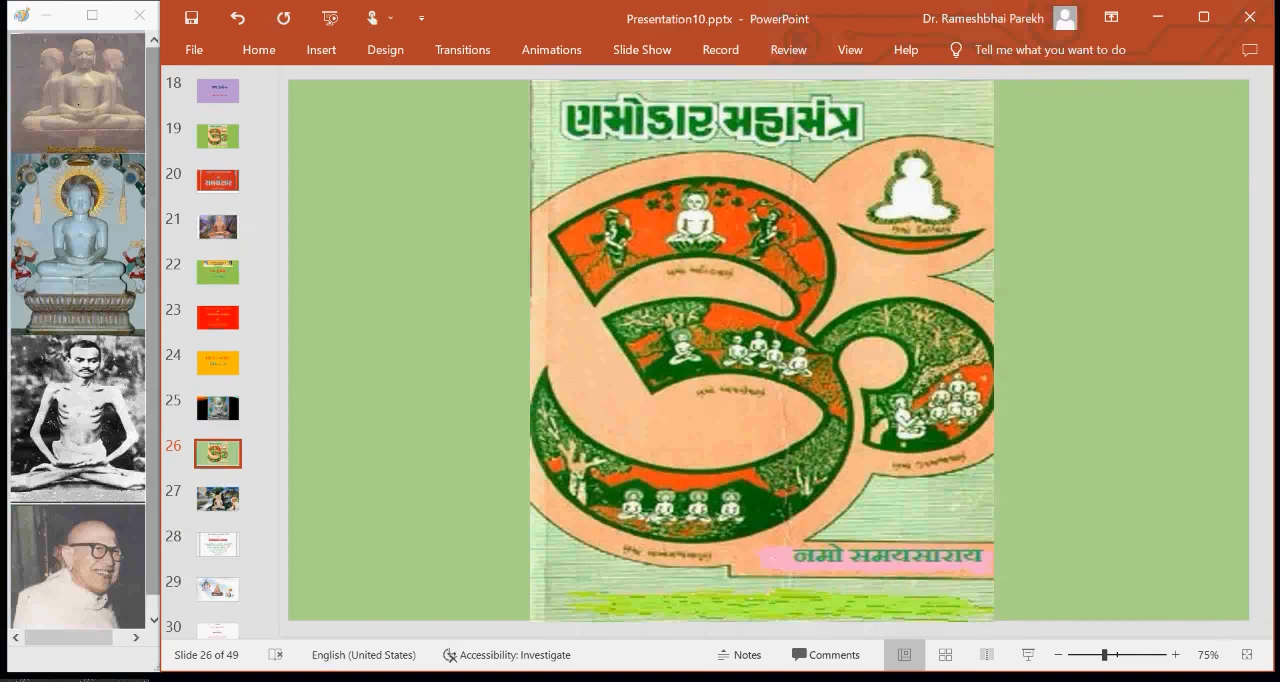 Presentation10.pptx - PowerPoint
Dr. Rameshbhai Parekh
File Home Insert Design Transitions Animations Slide Show Record Review View Help Tell me what you want to do
18
19
20
21
22
23
24
25
26
27
28
29
30
ણમોકાર મહામંત્ર
નમો સમયસારાય
Slide 26 of 49 English (United States) Accessibility: Investigate Notes Comments 75%